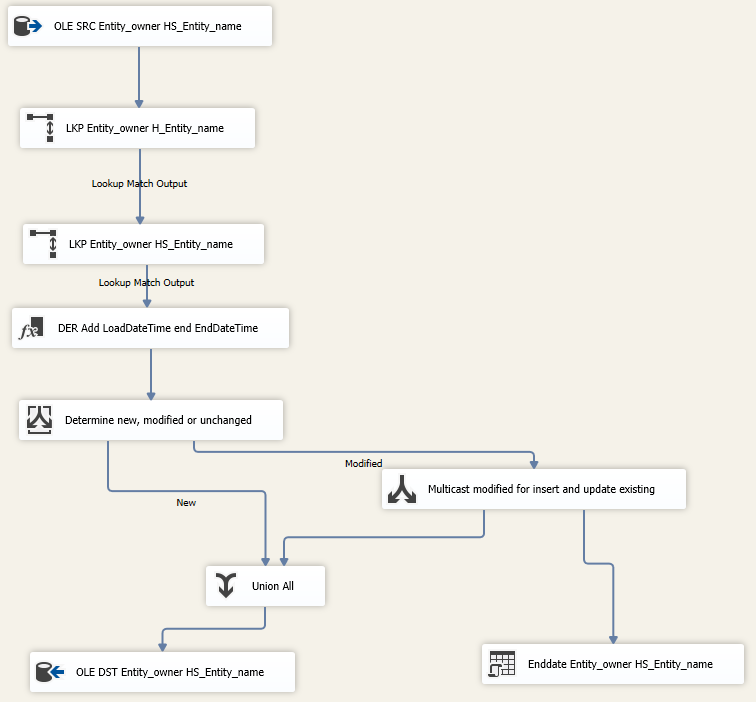 OLE SRC Entity_owner HS_Entity_name
LKP Entity_owner H_Entity_name
Lookup Match Output
LKP Entity_owner HS_Entity_name
Lookup Match Output
DER Add LoadDateTime end EndDateTime
Determine new, modified or unchanged
Modified
Multicast modified for insert and update existing
New
Union All
OLE DST Entity_owner HS_Entity_name
Enddate Entity_owner HS_Entity_name